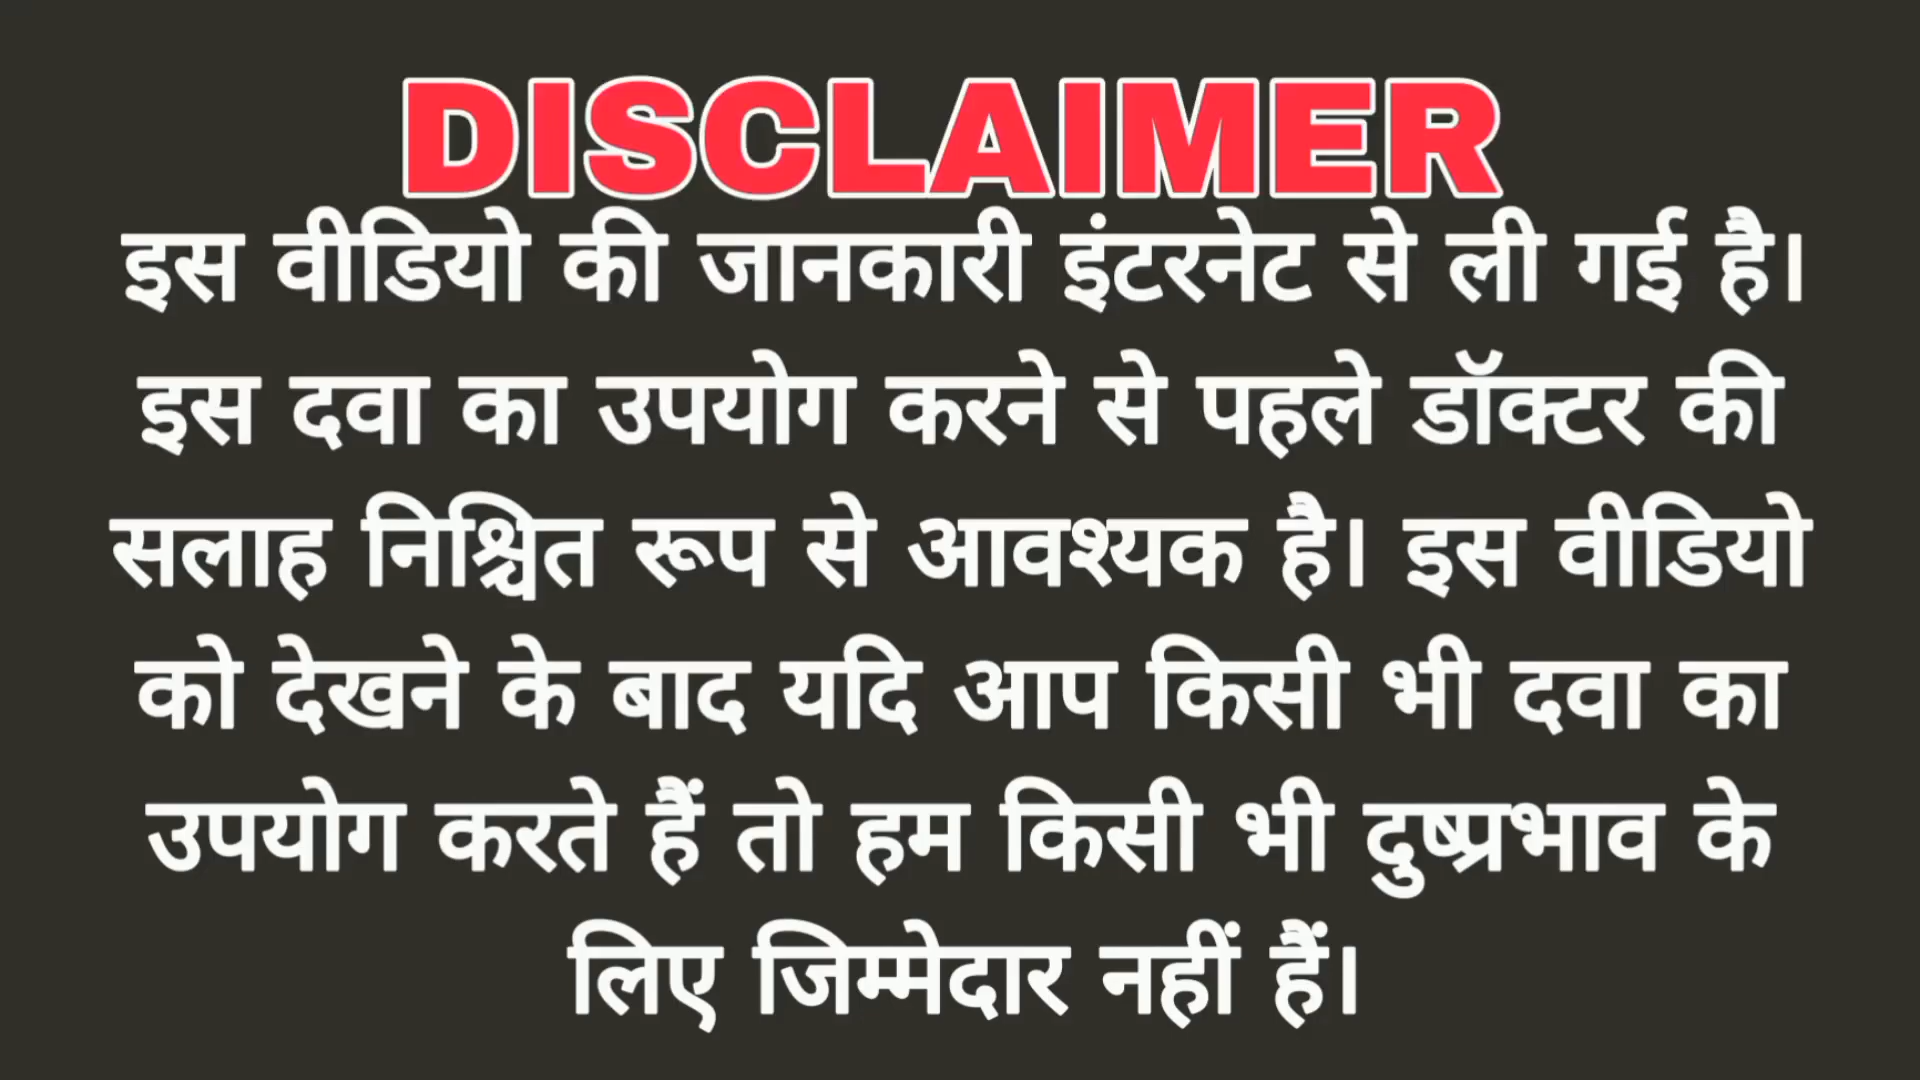 DISCLAIMER
इस वीडियो की जानकारी इंटरनेट से ली गई है।
इस दवा का उपयोग करने से पहले डॉक्टर की
सलाह निश्चित रूप से आवश्यक है। इस वीडियो
को देखने के बाद यदि आप किसी भी दवा का
उपयोग करते हैं तो हम किसी भी दुष्प्रभाव के
लिए जिम्मेदार नहीं हैं।